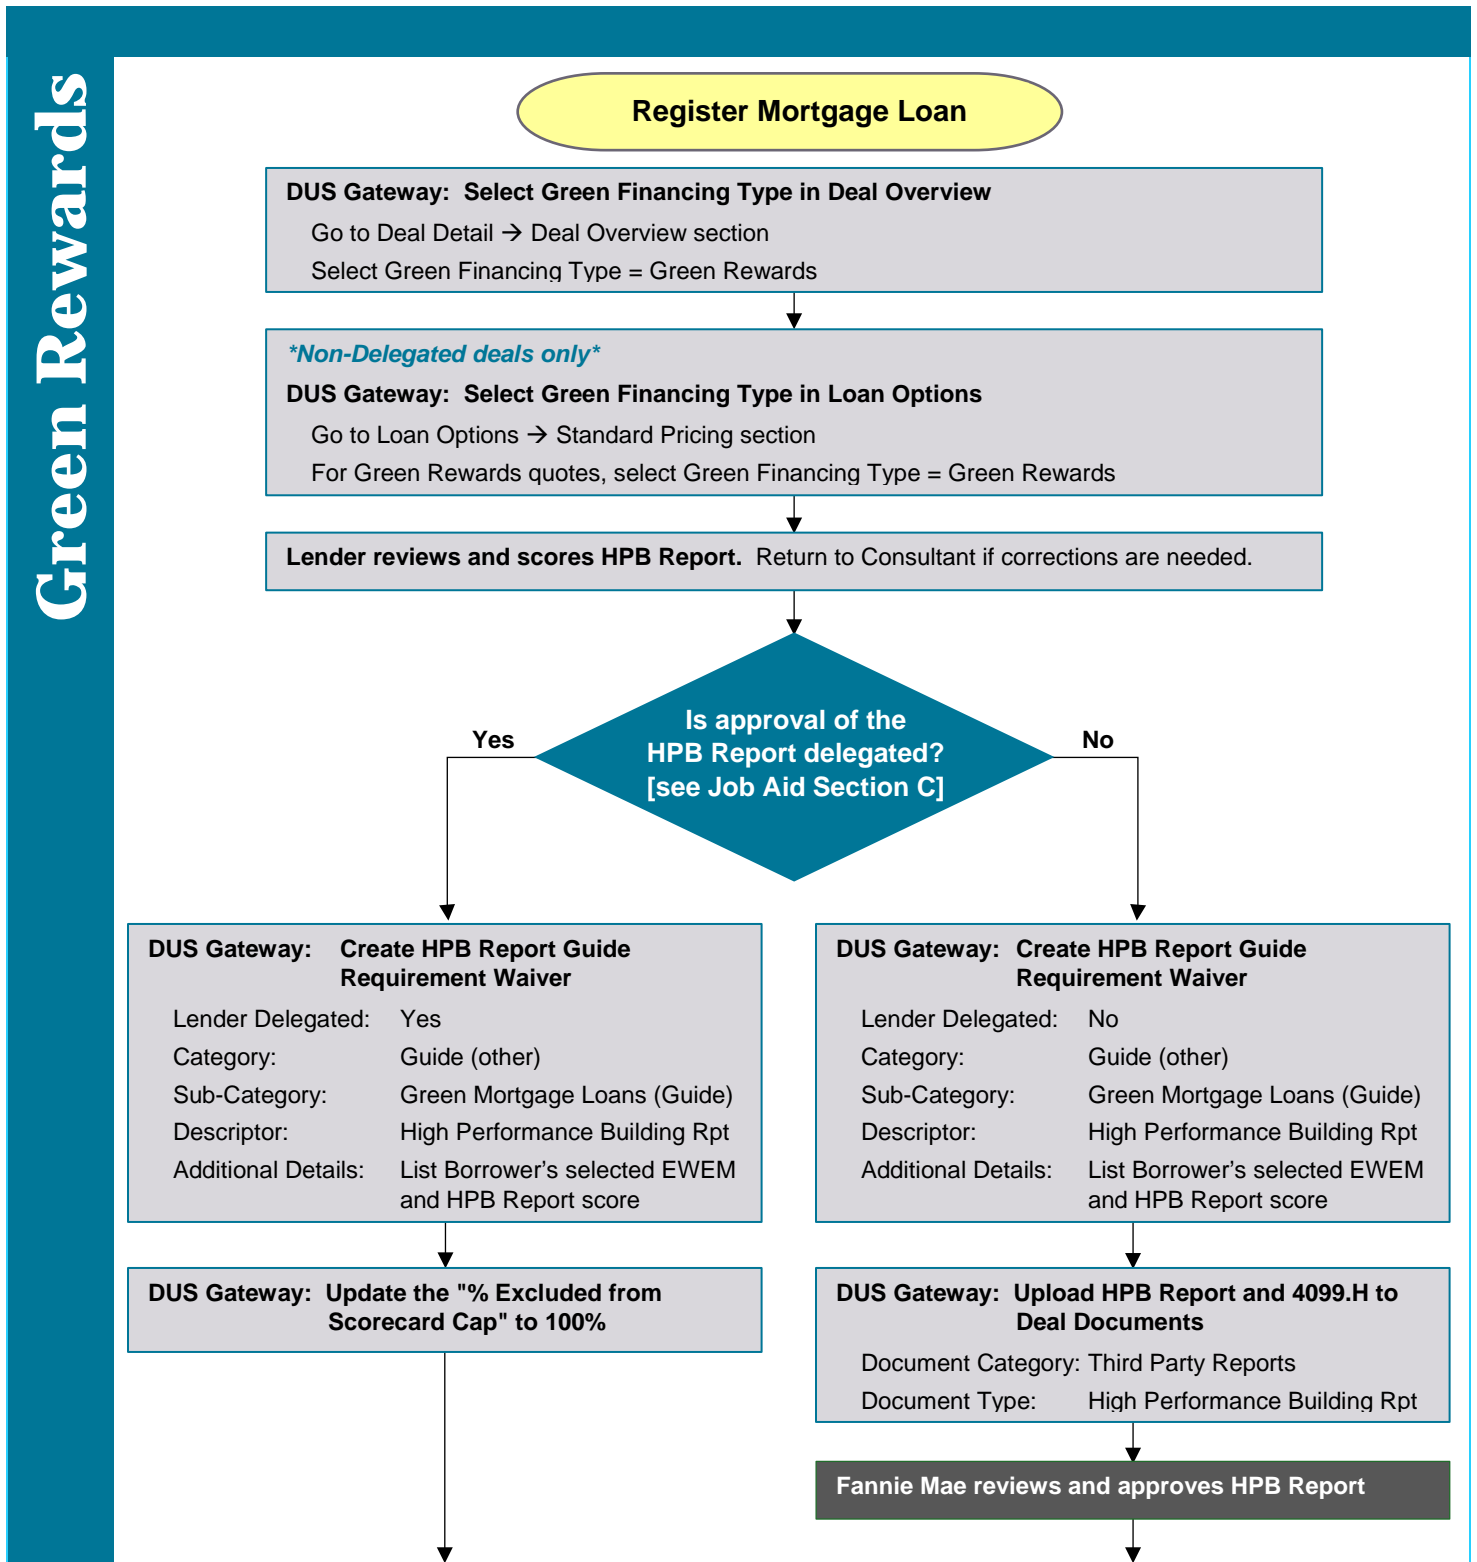 Green Rewards
Register Mortgage Loan
DUS Gateway: Select Green Financing Type in Deal Overview
Go to Deal Detail → Deal Overview section
Select Green Financing Type = Green Rewards
*Non-Delegated deals only*
DUS Gateway: Select Green Financing Type in Loan Options
Go to Loan Options → Standard Pricing section
For Green Rewards quotes, select Green Financing Type = Green Rewards
Lender reviews and scores HPB Report. Return to Consultant if corrections are needed.
Is approval of the
HPB Report delegated?
[see Job Aid Section C]
Yes
No
DUS Gateway: Create HPB Report Guide
Requirement Waiver
Lender Delegated: Yes
Category: Guide (other)
Sub-Category: Green Mortgage Loans (Guide)
Descriptor: High Performance Building Rpt
Additional Details: List Borrower's selected EWEM
and HPB Report score
DUS Gateway: Update the "% Excluded from
Scorecard Cap" to 100%
DUS Gateway: Create HPB Report Guide
Requirement Waiver
Lender Delegated: No
Category: Guide (other)
Sub-Category: Green Mortgage Loans (Guide)
Descriptor: High Performance Building Rpt
Additional Details: List Borrower's selected EWEM
and HPB Report score
DUS Gateway: Upload HPB Report and 4099.H to
Deal Documents
Document Category: Third Party Reports
Document Type: High Performance Building Rpt
Fannie Mae reviews and approves HPB Report